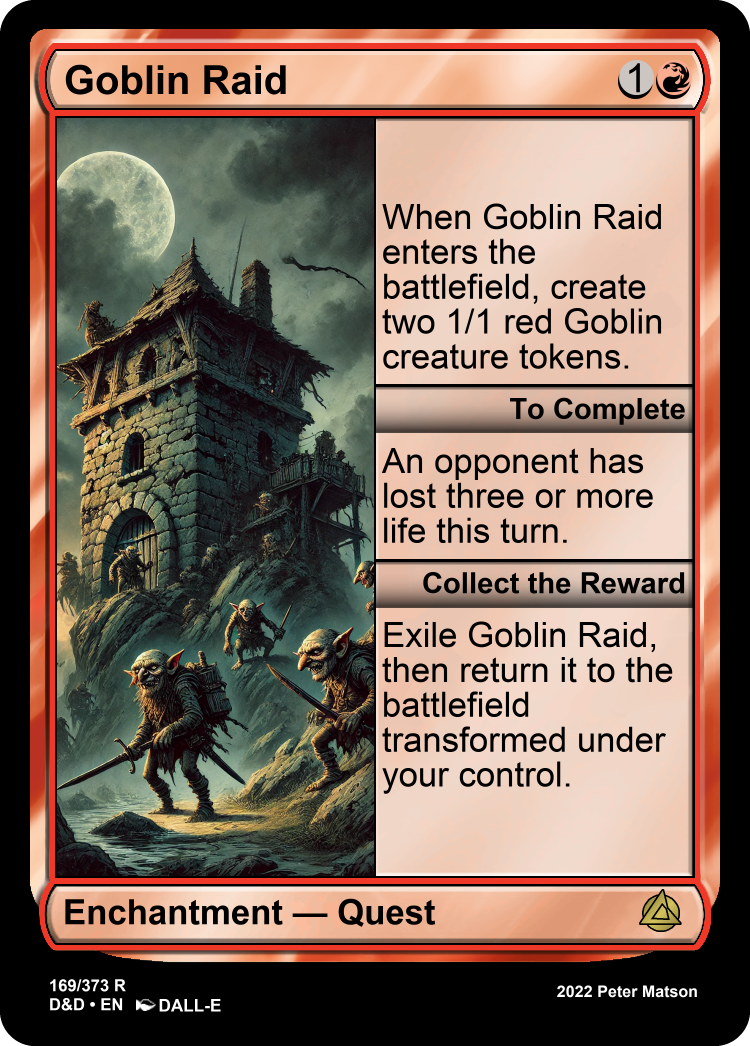 Goblin Raid 1
When Goblin Raid
enters the
battlefield, create
two 1/1 red Goblin
creature tokens.
To Complete
An opponent has
lost three or more
life this turn.
Collect the Reward
Exile Goblin Raid,
then return it to the
battlefield
transformed under
your control.
Enchantment — Quest
169/373 R
D&D • EN DALL-E
2022 Peter Matson